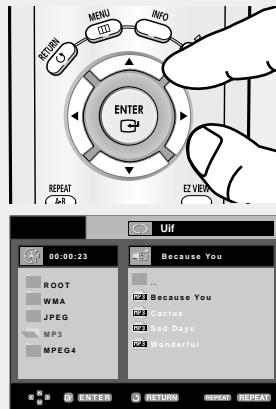 MENU
INFO
RETURN
ENTER
REPEAT
A-B
EZ VIEW
Uif
00:00:23
Because You
ROOT
WMA
JPEG
MP3
MPEG4
..
MP3 Because You
MP3 Cactus
MP3 Sad Dayu
MP3 Wonderful
ENTER
RETURN
REPEAT
REPEAT